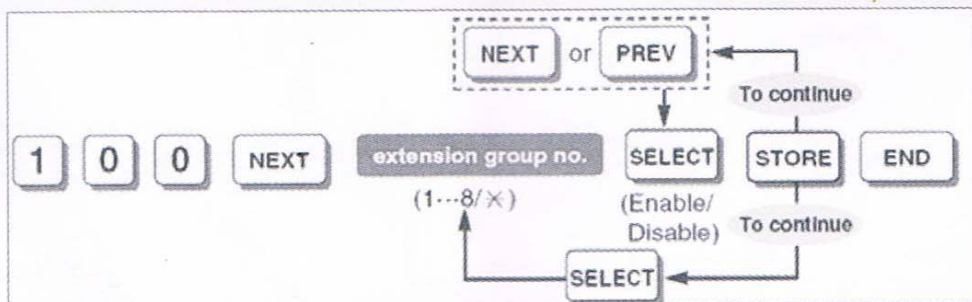 NEXT or PREV
To continue
1 0 0 NEXT extension group no. SELECT STORE END
(1···8/✳) (Enable/
Disable)
To continue
SELECT